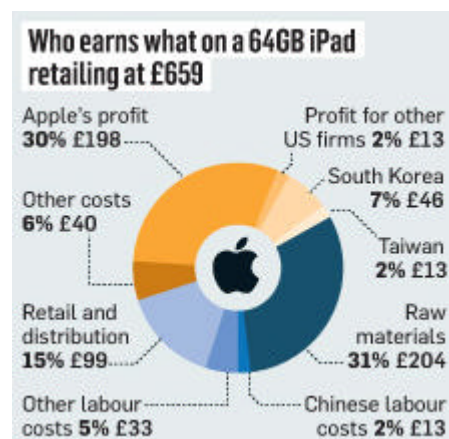 Who earns what on a 64GB iPad
retailing at £659
Apple's profit
30% £198
Profit for other
US firms 2% £13
South Korea
7% £46
Other costs
6% £40
Taiwan
2% £13
Retail and
distribution
15% £99
Raw
materials
31% £204
Other labour
costs 5% £33
Chinese labour
costs 2% £13